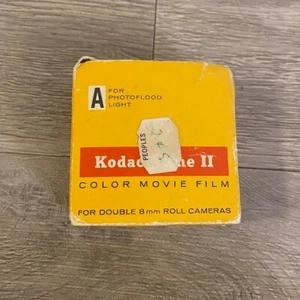 A
FOR
PHOTOFLOOD
LIGHT
PEOPLES
Kodac e II
COLOR MOVIE FILM
FOR DOUBLE 8mm ROLL CAMERAS